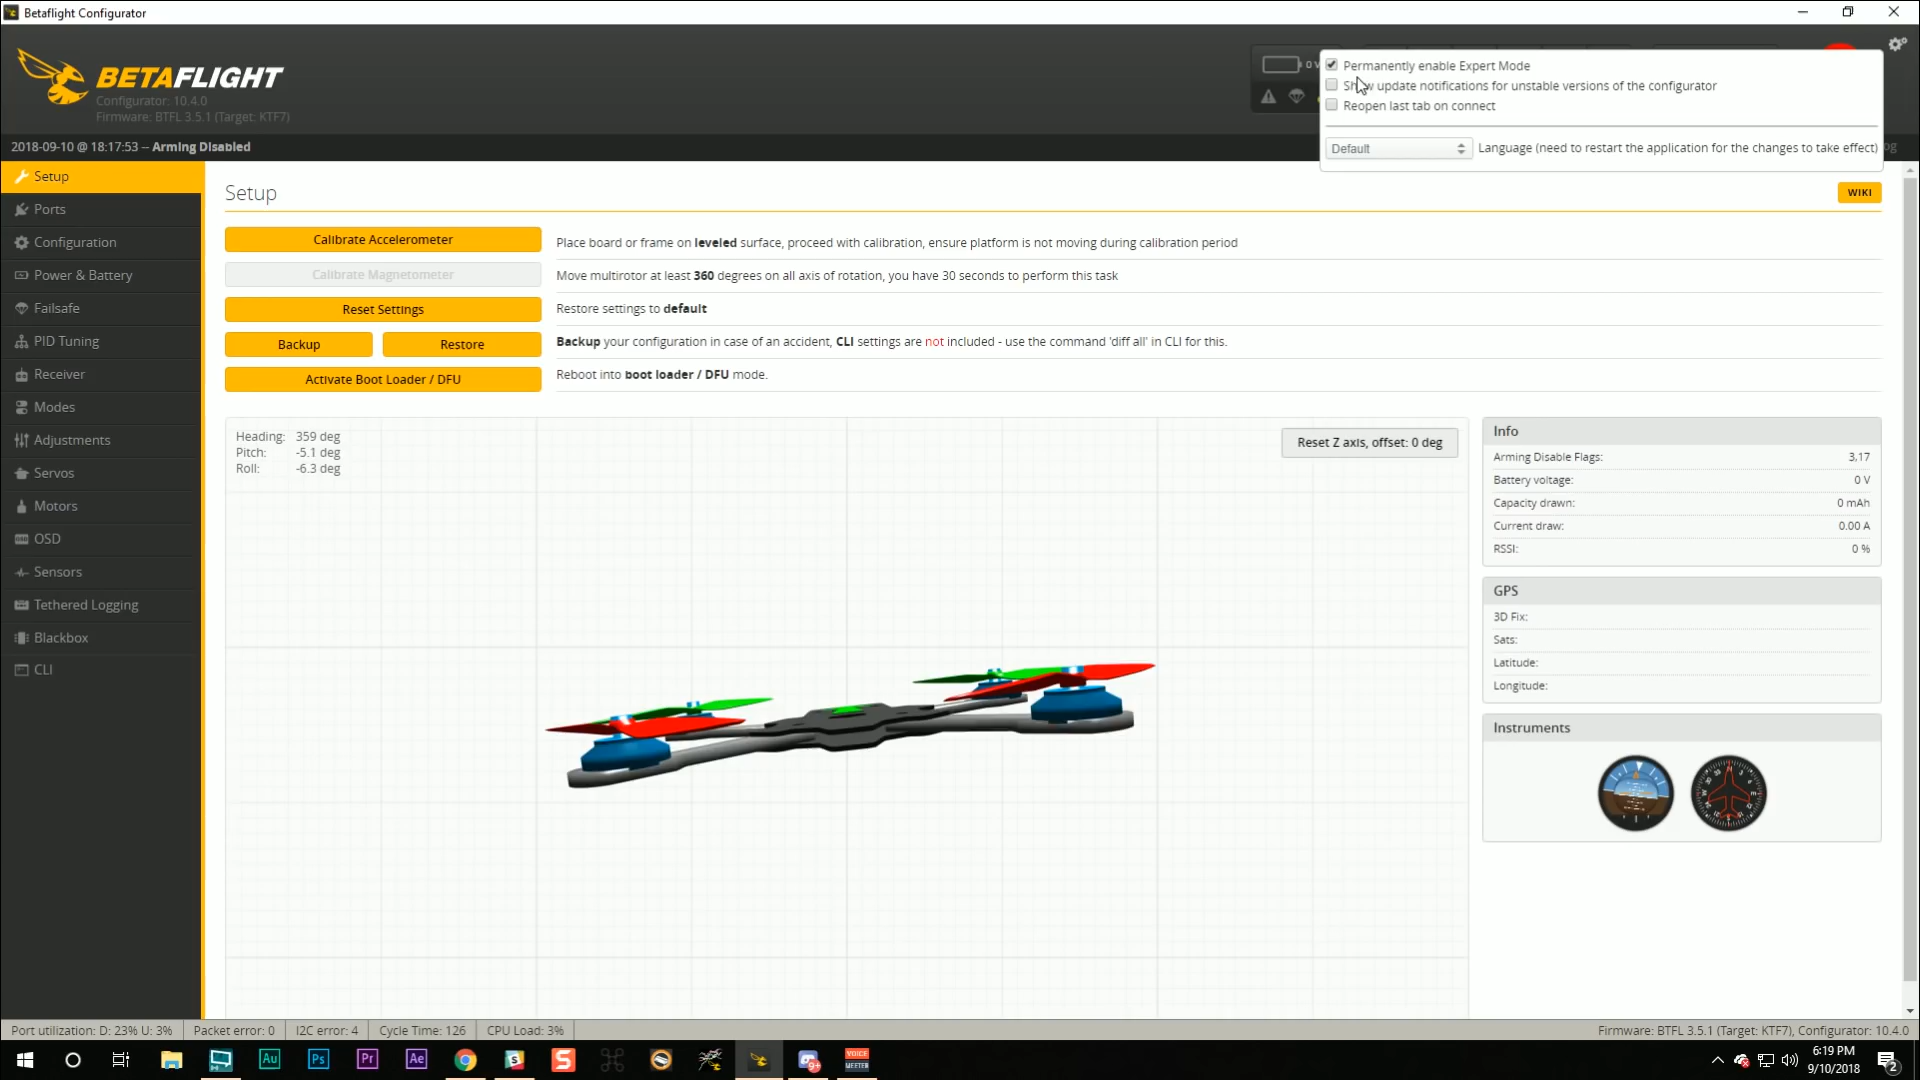 Betaflight Configurator
BETAFLIGHT
Configurator: 10.4.0
Firmware: BTFL 3.5.1 (Target: KTF7)
0 V
Permanently enable Expert Mode
Show update notifications for unstable versions of the configurator
Reopen last tab on connect
Default
Language (need to restart the application for the changes to take effect)
2018-09-10 @ 18:17:53 -- Arming Disabled
Setup
Ports
Configuration
Power & Battery
Failsafe
PID Tuning
Receiver
Modes
Adjustments
Servos
Motors
OSD
Sensors
Tethered Logging
Blackbox
CLI
Setup
WIKI
Calibrate Accelerometer
Place board or frame on leveled surface, proceed with calibration, ensure platform is not moving during calibration period
Calibrate Magnetometer
Move multirotor at least 360 degrees on all axis of rotation, you have 30 seconds to perform this task
Reset Settings
Restore settings to default
Backup
Restore
Backup your configuration in case of an accident, CLI settings are not included - use the command 'diff all' in CLI for this.
Activate Boot Loader / DFU
Reboot into boot loader / DFU mode.
Heading: 359 deg
Pitch: -5.1 deg
Roll: -6.3 deg
Reset Z axis, offset: 0 deg
Info
Arming Disable Flags: 3,17
Battery voltage: 0 V
Capacity drawn: 0 mAh
Current draw: 0.00 A
RSSI: 0 %
GPS
3D Fix:
Sats:
Latitude:
Longitude:
Instruments
Port utilization: D: 23% U: 3%
Packet error: 0
I2C error: 4
Cycle Time: 126
CPU Load: 3%
Firmware: BTFL 3.5.1 (Target: KTF7), Configurator: 10.4.0
Au
Ps
Pr
Ae
S
S
VOICE
MEETER
6:19 PM
9/10/2018
2